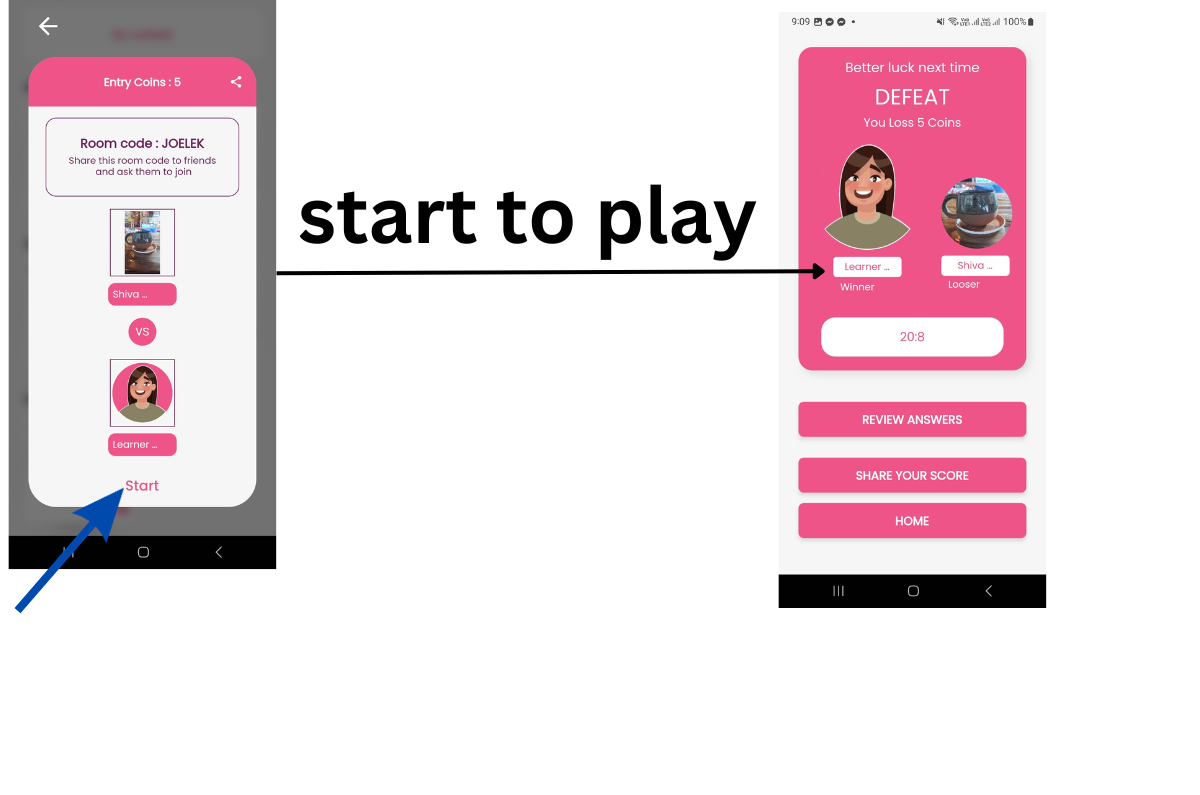 Entry Coins : 5
Room code : JOELEK
Share this room code to friends
and ask them to join
Shiva ...
VS
Learner ...
Start
start to play
9:09
100%
Better luck next time
DEFEAT
You Loss 5 Coins
Learner ...
Shiva ...
Winner
Looser
20:8
REVIEW ANSWERS
SHARE YOUR SCORE
HOME